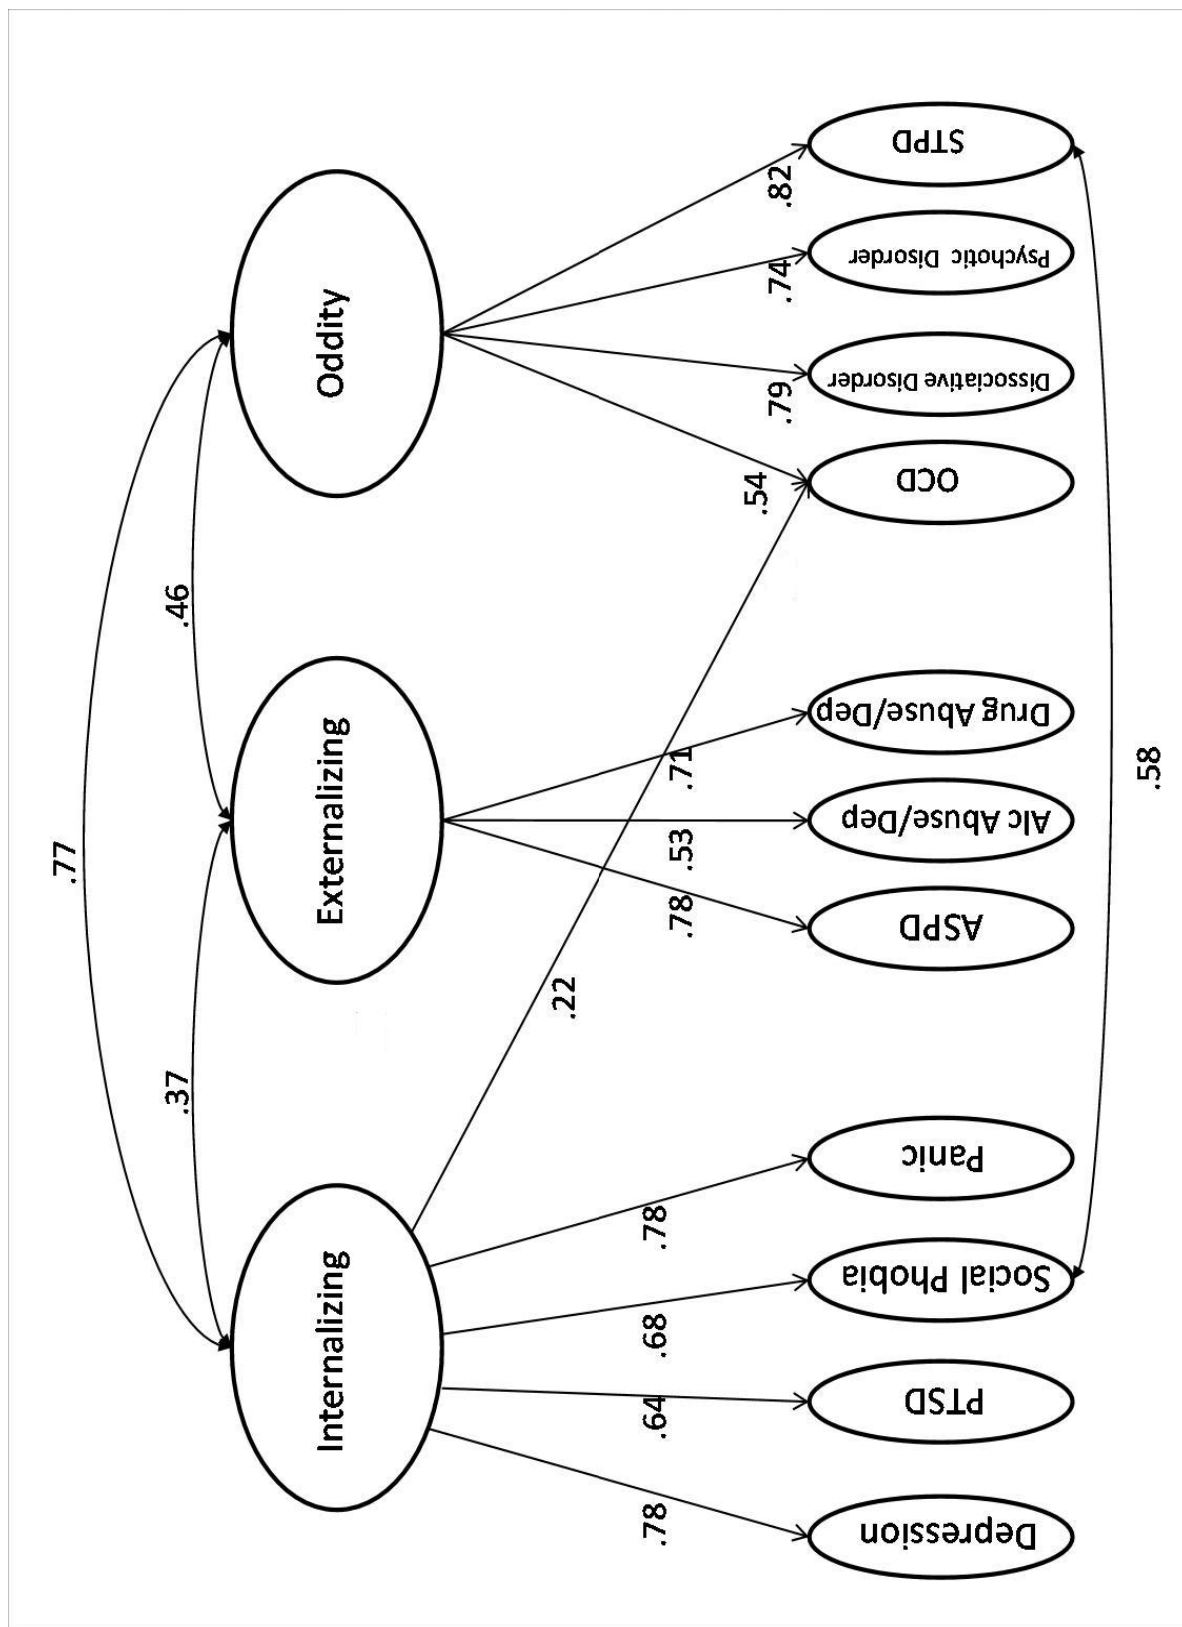 .77
.37
.46
Internalizing
Externalizing
Oddity
.78
.64
.68
.78
.22
.78
.53
.71
.54
.79
.74
.82
Depression
PTSD
Social Phobia
Panic
ASPD
Alc Abuse/Dep
Drug Abuse/Dep
OCD
Dissociative Disorder
Psychotic Disorder
STPD
.58